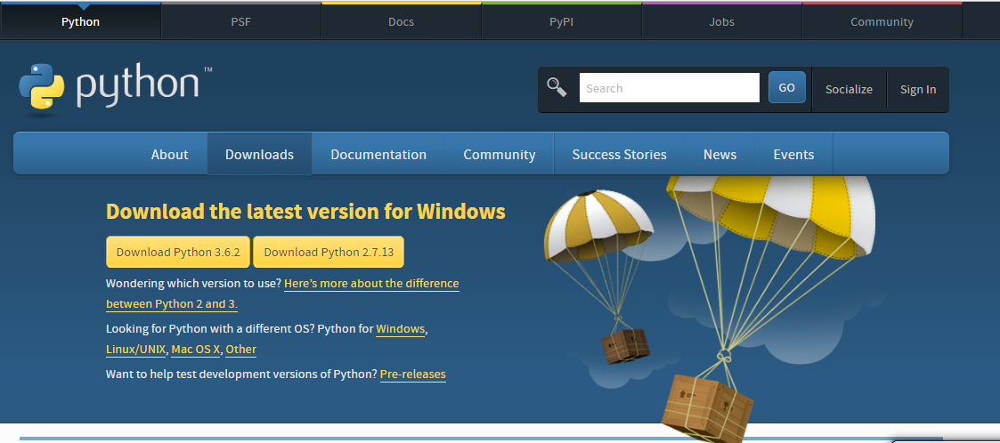 Python PSF Docs PyPI Jobs Community
python™
Search GO Socialize Sign In
About Downloads Documentation Community Success Stories News Events
Download the latest version for Windows
Download Python 3.6.2 Download Python 2.7.13
Wondering which version to use? Here's more about the difference
between Python 2 and 3.
Looking for Python with a different OS? Python for Windows,
Linux/UNIX, Mac OS X, Other
Want to help test development versions of Python? Pre-releases